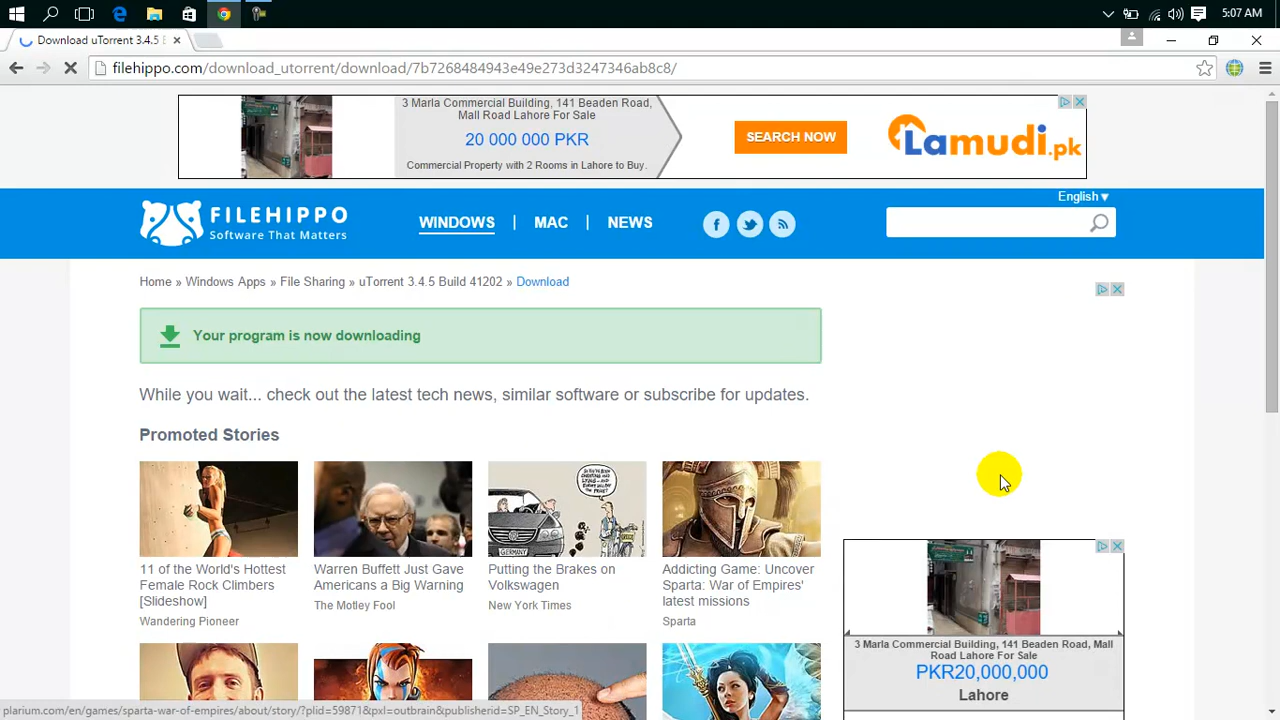 5:07 AM
Download uTorrent 3.4.5 B
filehippo.com/download_utorrent/download/7b7268484943e49e273d3247346ab8c8/
3 Marla Commercial Building, 141 Beaden Road,
Mall Road Lahore For Sale
20 000 000 PKR
Commercial Property with 2 Rooms in Lahore to Buy.
SEARCH NOW
Lamudi.pk
English▾
FILEHIPPO
Software That Matters
WINDOWS | MAC | NEWS
Home » Windows Apps » File Sharing » uTorrent 3.4.5 Build 41202 » Download
Your program is now downloading
While you wait... check out the latest tech news, similar software or subscribe for updates.
Promoted Stories
GERMANY
11 of the World's Hottest
Female Rock Climbers
[Slideshow]
Wandering Pioneer
Warren Buffett Just Gave
Americans a Big Warning
The Motley Fool
Putting the Brakes on
Volkswagen
New York Times
Addicting Game: Uncover
Sparta: War of Empires'
latest missions
Sparta
3 Marla Commercial Building, 141 Beaden Road, Mall
Road Lahore For Sale
PKR20,000,000
Lahore
plarium.com/en/games/sparta-war-of-empires/about/story/?plid=59871&pxl=outbrain&publisherid=SP_EN_Story_1